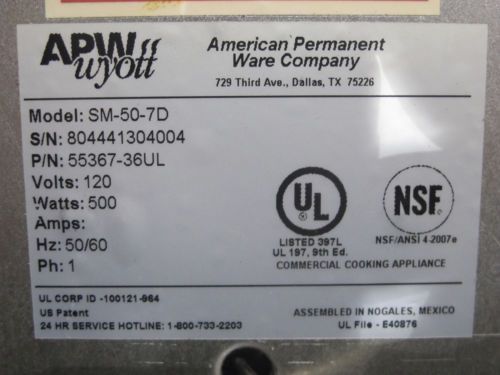 APW wyott
American Permanent
Ware Company
729 Third Ave., Dallas, TX 75226
Model: SM-50-7D
S/N: 804441304004
P/N: 55367-36UL
Volts: 120
Watts: 500
Amps:
Hz: 50/60
Ph: 1
UL
LISTED 397L
UL 197, 9th Ed.
NSF
NSF/ANSI 4-2007e
COMMERCIAL COOKING APPLIANCE
UL CORP ID -100121-964
US Patent
24 HR SERVICE HOTLINE: 1-800-733-2203
ASSEMBLED IN NOGALES, MEXICO
UL File - E40876